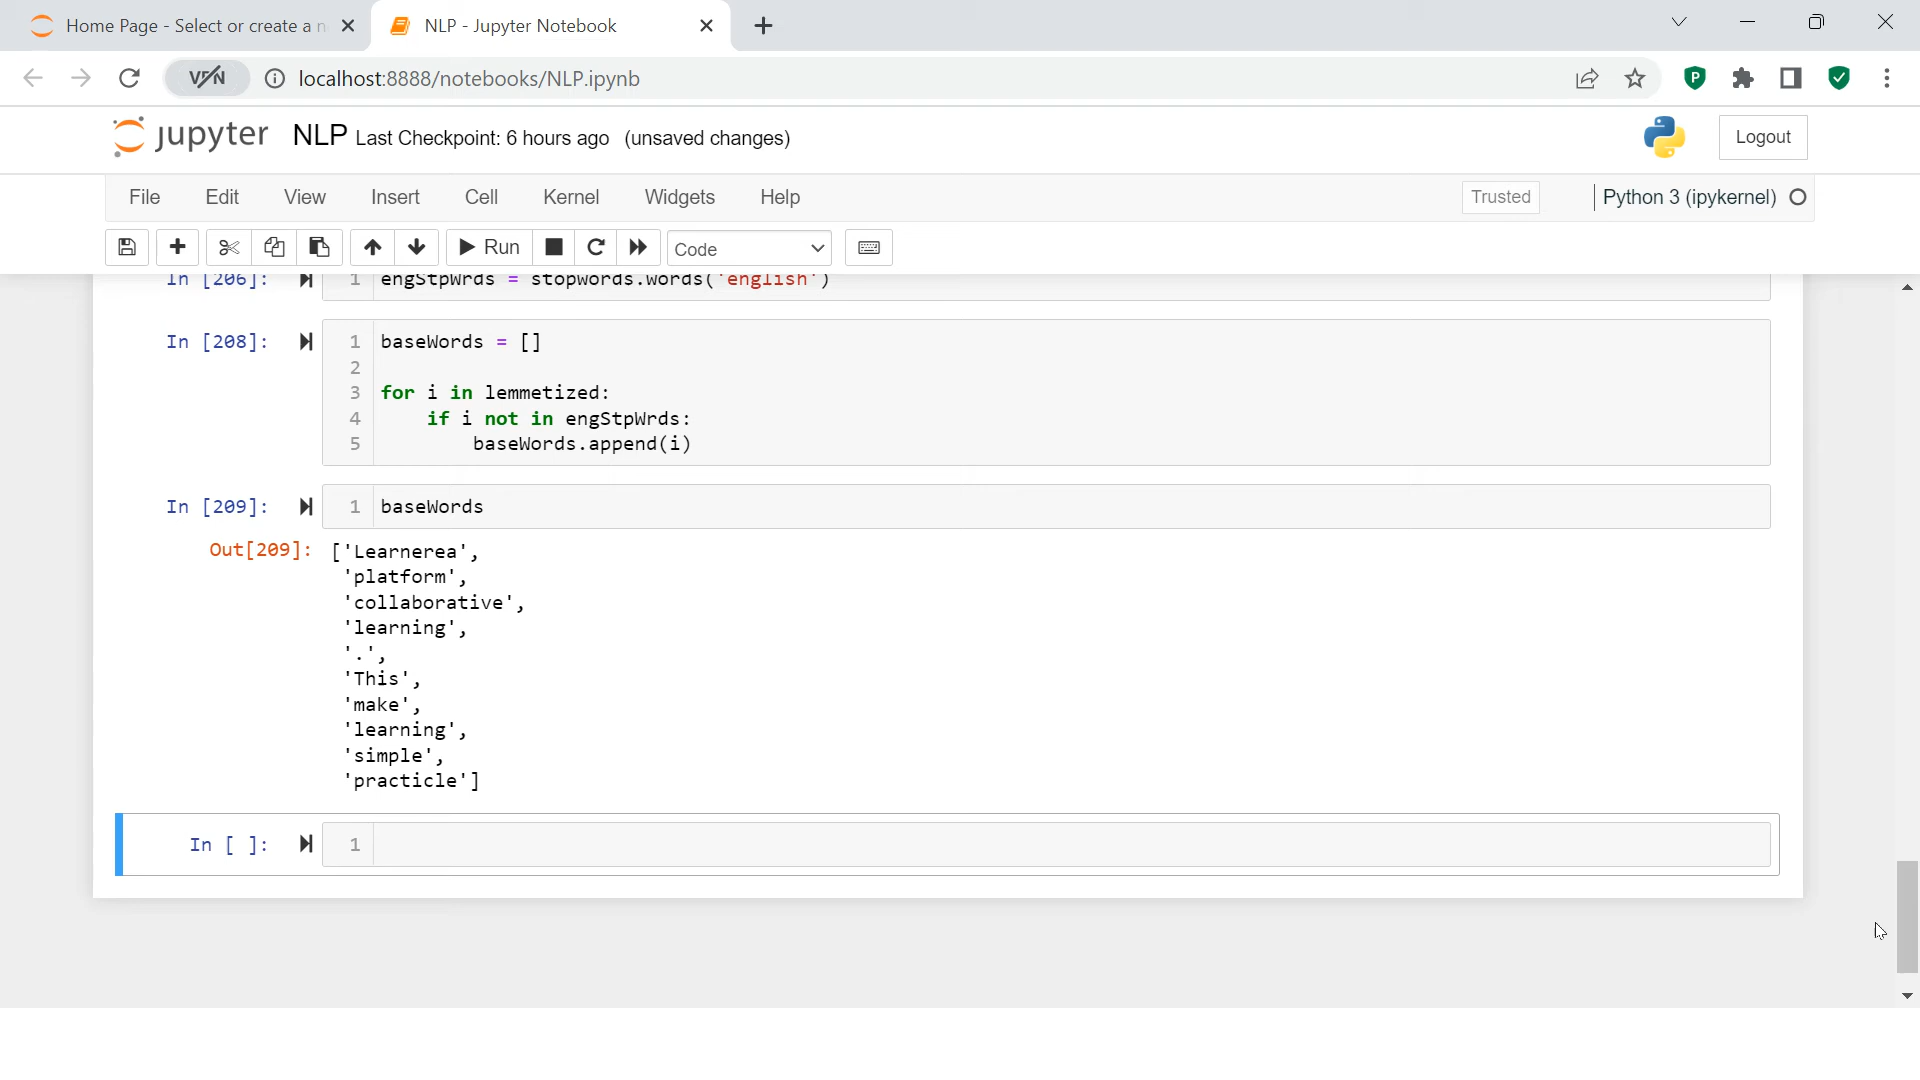 Home Page - Select or create a n
NLP - Jupyter Notebook
VPN
localhost:8888/notebooks/NLP.ipynb
P
jupyter NLP Last Checkpoint: 6 hours ago (unsaved changes)
Logout
File Edit View Insert Cell Kernel Widgets Help Trusted Python 3 (ipykernel)
Run Code
In [206]: 1 engStpWrds = stopwords.words('english')
In [208]: 1 baseWords = []
2
3 for i in lemmetized:
4 if i not in engStpWrds:
5 baseWords.append(i)
In [209]: 1 baseWords
Out[209]: ['Learnerea',
'platform',
'collaborative',
'learning',
'.',
'This',
'make',
'learning',
'simple',
'practicle']
In [ ]: 1